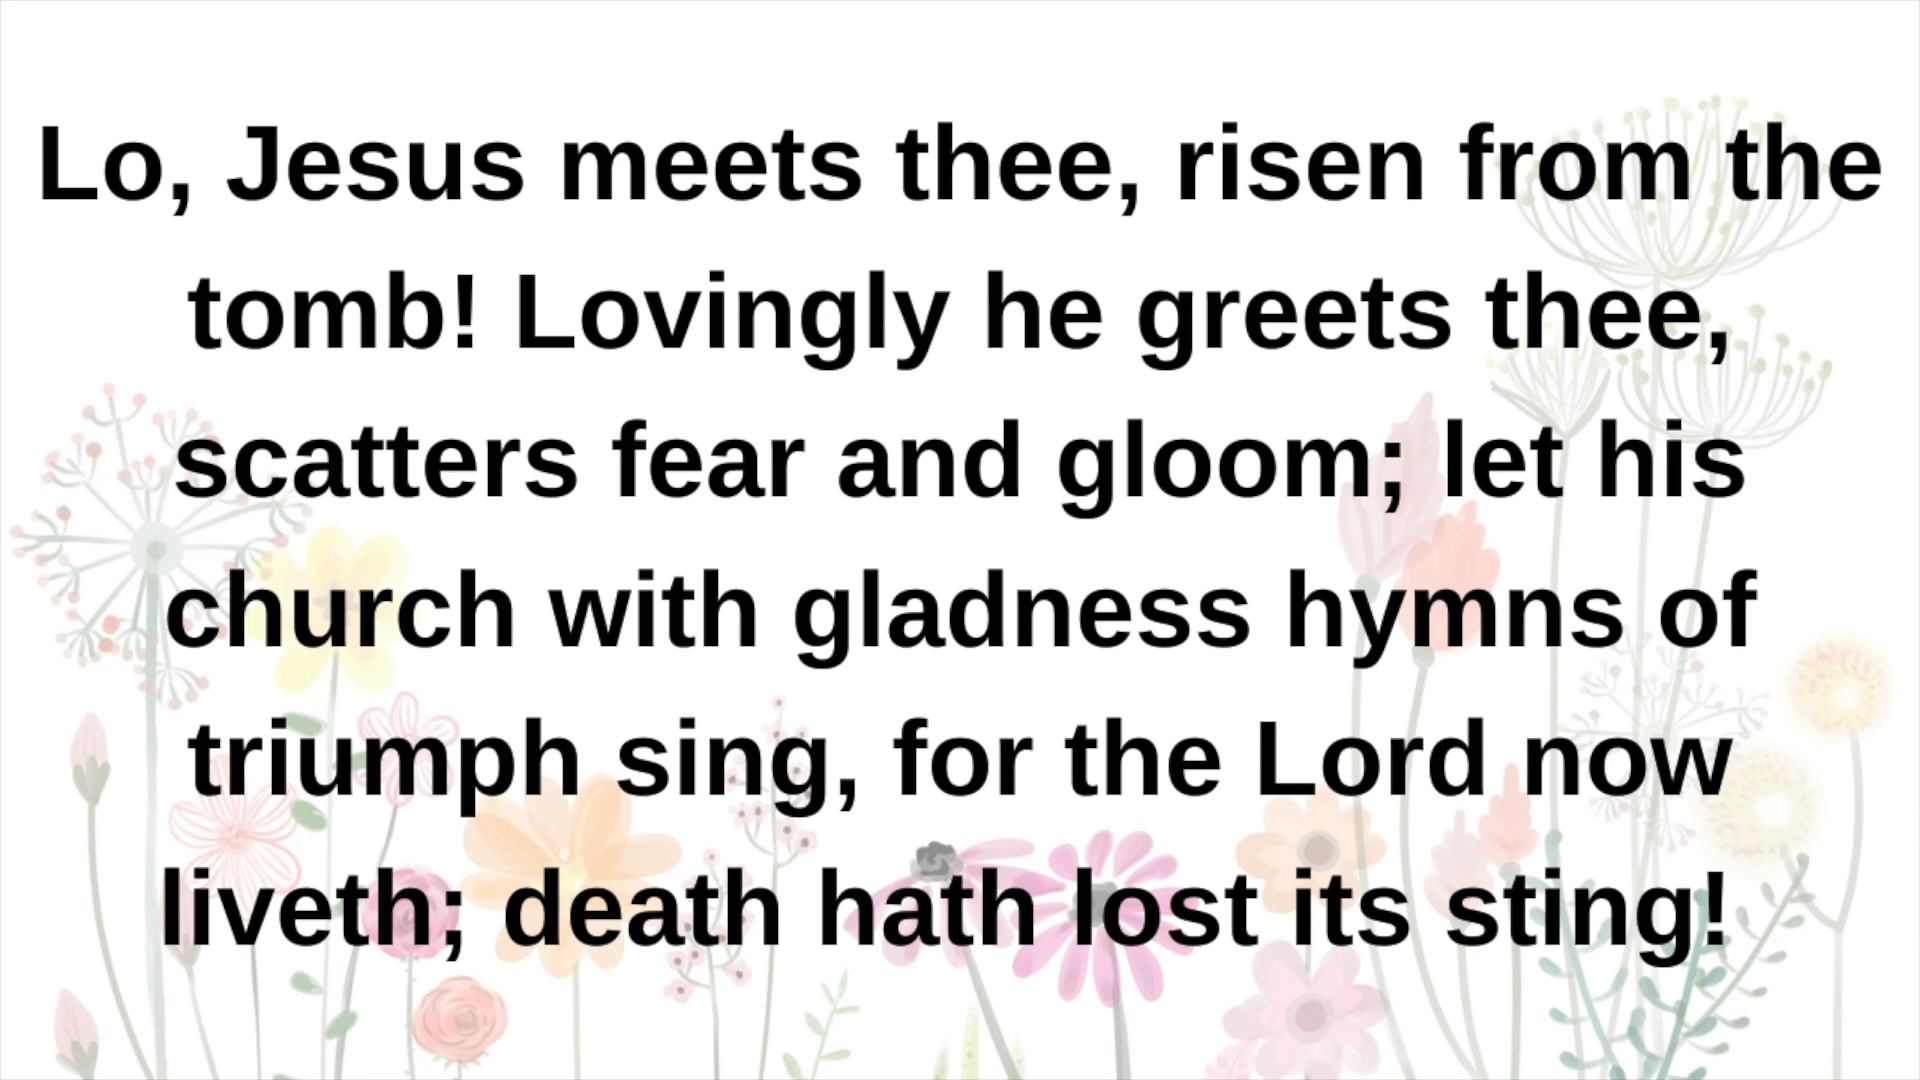 Lo, Jesus meets thee, risen from the
tomb! Lovingly he greets thee,
scatters fear and gloom; let his
church with gladness hymns of
triumph sing, for the Lord now
liveth; death hath lost its sting!